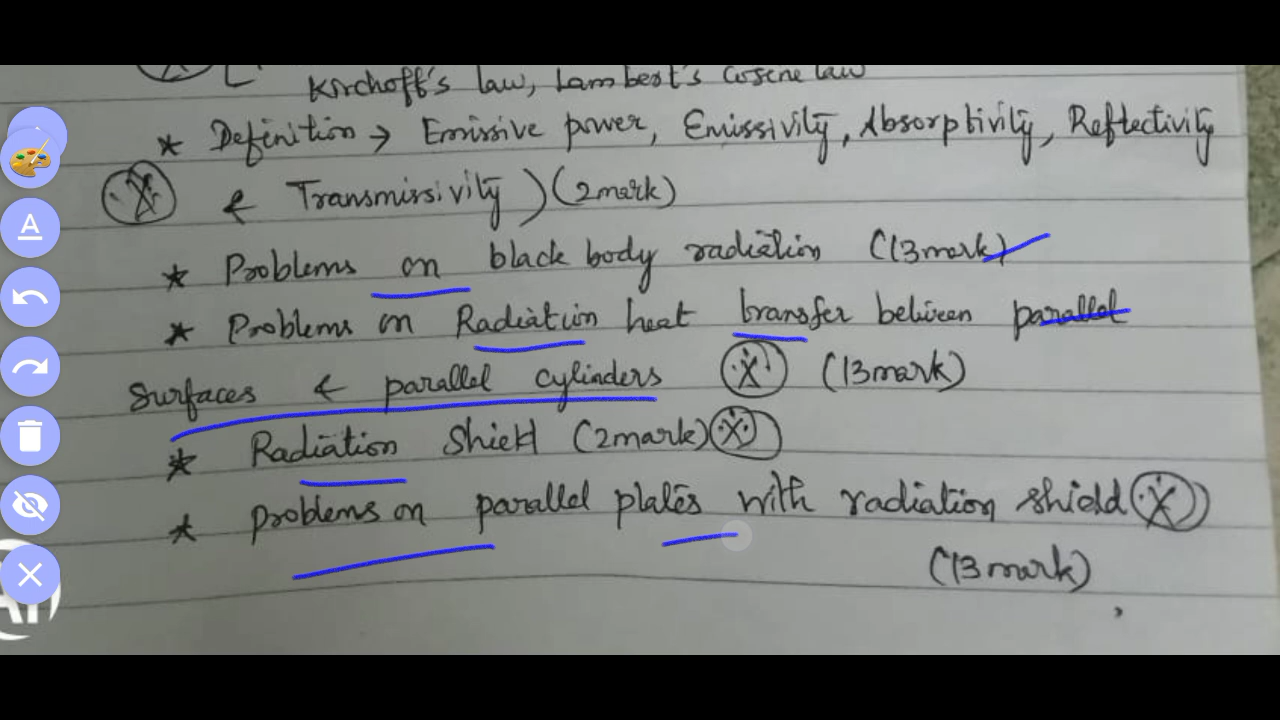 Kirchoff's law, Lambert's Cosine law
* Definition → Emissive power, Emissivity, Absorptivity, Reflectivity
& Transmissivity) (2mark)
* Problems on black body radiation (13mark)
* Problems on Radiation heat transfer between parallel
Surfaces & parallel cylinders (13mark)
* Radiation Shield (2mark)
* Problems on parallel plates with radiation shield
(13mark)
A